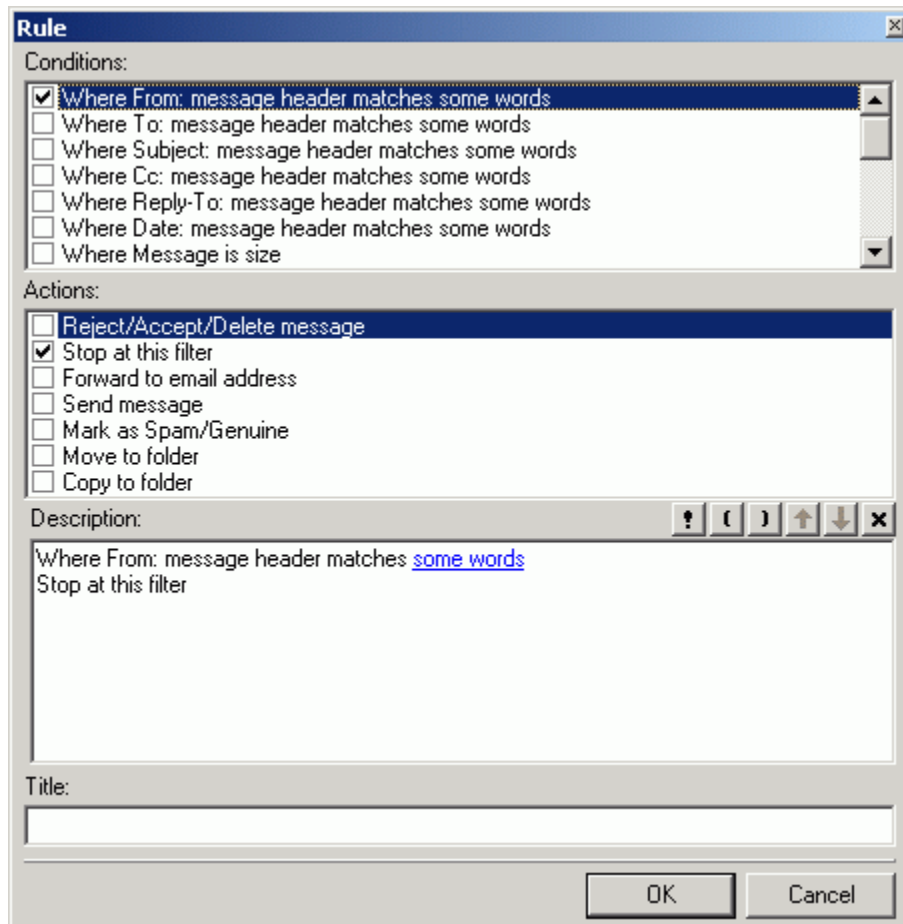 Rule
Conditions:
Where From: message header matches some words
Where To: message header matches some words
Where Subject: message header matches some words
Where Cc: message header matches some words
Where Reply-To: message header matches some words
Where Date: message header matches some words
Where Message is size
Actions:
Reject/Accept/Delete message
Stop at this filter
Forward to email address
Send message
Mark as Spam/Genuine
Move to folder
Copy to folder
Description: ! ( )
Where From: message header matches some words
Stop at this filter
Title:
OK Cancel